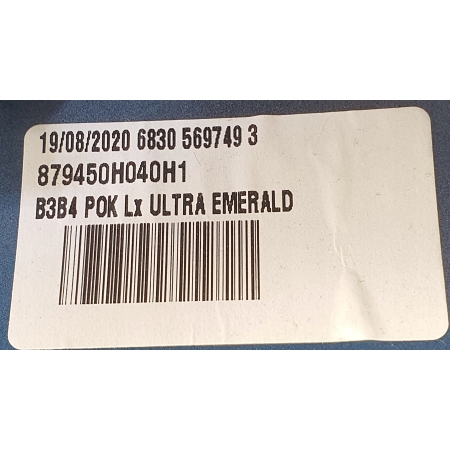 19/08/2020 6830 569749 3
879450H040H1
B3B4 POK Lx ULTRA EMERALD